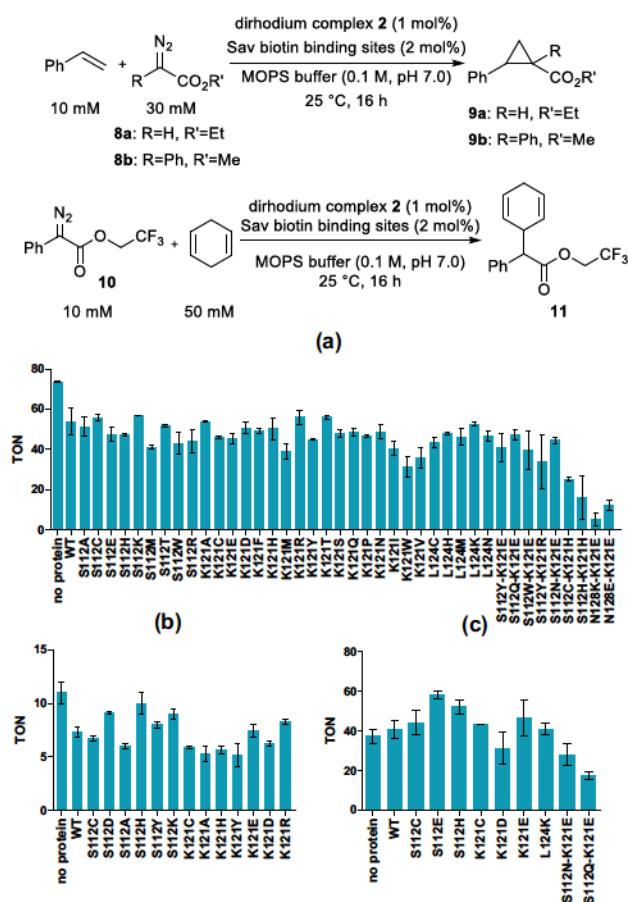 dirhodium complex 2 (1 mol%)
Sav biotin binding sites (2 mol%)
MOPS buffer (0.1 M, pH 7.0)
25 °C, 16 h
Ph
+
N2
R
CO2R'
Ph
R
CO2R'
10 mM
30 mM
8a: R=H, R'=Et
8b: R=Ph, R'=Me
9a: R=H, R'=Et
9b: R=Ph, R'=Me
dirhodium complex 2 (1 mol%)
Sav biotin binding sites (2 mol%)
MOPS buffer (0.1 M, pH 7.0)
25 °C, 16 h
N2
Ph
O
O
CF3
+
10
10 mM
50 mM
Ph
O
O
CF3
11
(a)
TON
80
60
40
20
0
no protein
WT
S112A
S112C
S112E
S112H
S112K
S112M
S112T
S112W
S112R
K121A
K121C
K121E
K121D
K121F
K121H
K121M
K121R
K121Y
K121T
K121S
K121Q
K121P
K121N
K121I
K121W
K121V
L124C
L124H
L124M
L124K
L124N
S112Y-K121E
S112Q-K121E
S112W-K121E
S112Y-K121R
S112N-K121E
S112C-K121H
S112H-K121H
N128K-K121E
N128E-K121E
(b)
(c)
TON
15
10
5
0
no protein
WT
S112C
S112D
S112A
S112H
S112Y
S112K
K121C
K121A
K121H
K121Y
K121E
K121D
K121R
TON
80
60
40
20
0
no protein
WT
S112C
S112E
S112H
K121C
K121D
K121E
L124K
S112N-K121E
S112Q-K121E